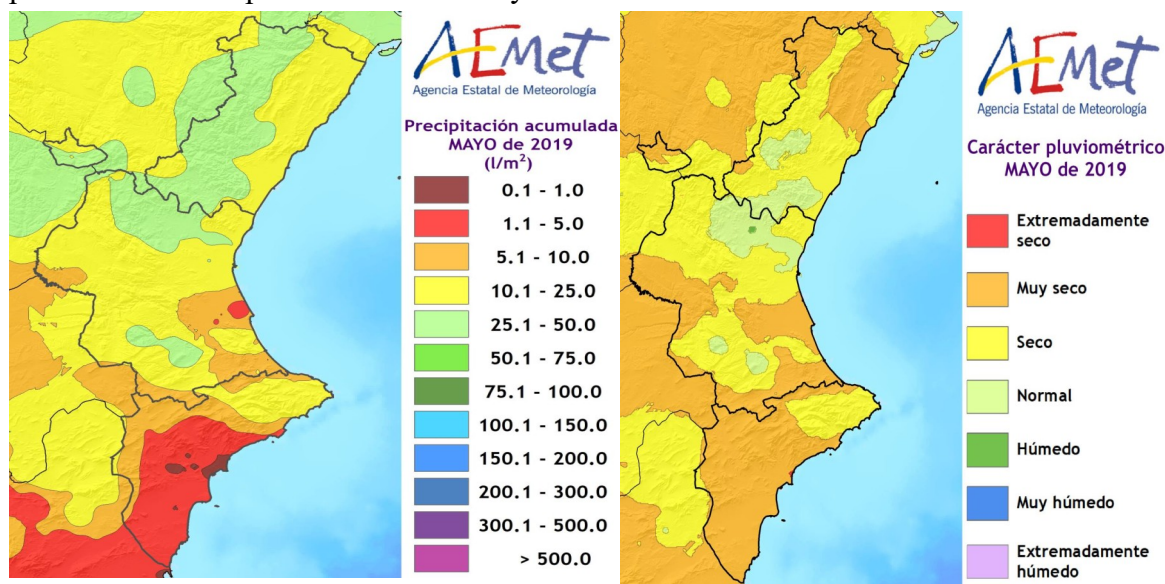 AEMet
Agencia Estatal de Meteorología
Precipitación acumulada
MAYO de 2019
(l/m²)
0.1 - 1.0
1.1 - 5.0
5.1 - 10.0
10.1 - 25.0
25.1 - 50.0
50.1 - 75.0
75.1 - 100.0
100.1 - 150.0
150.1 - 200.0
200.1 - 300.0
300.1 - 500.0
> 500.0
AEMet
Agencia Estatal de Meteorología
Carácter pluviométrico
MAYO de 2019
Extremadamente
seco
Muy seco
Seco
Normal
Húmedo
Muy húmedo
Extremadamente
húmedo